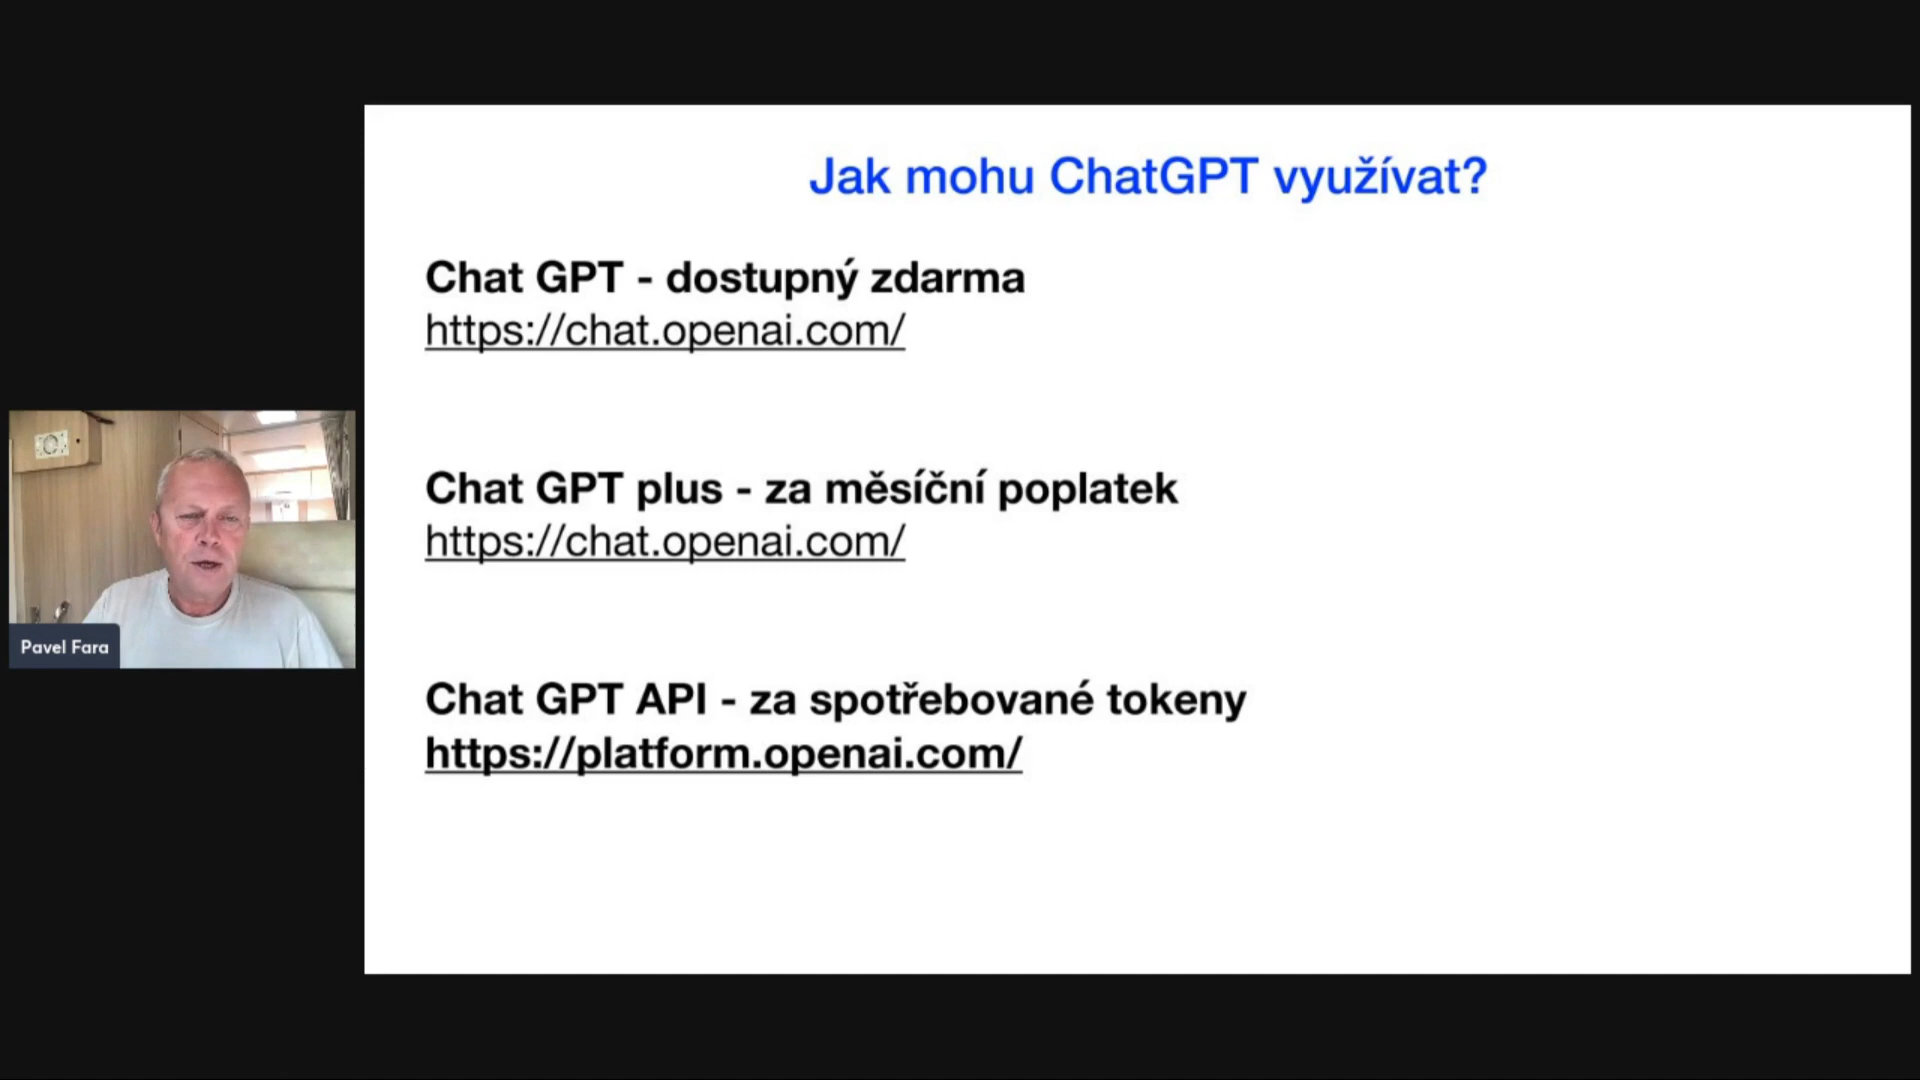 Jak mohu ChatGPT využívat?
Chat GPT - dostupný zdarma
https://chat.openai.com/
Chat GPT plus - za měsíční poplatek
https://chat.openai.com/
Chat GPT API - za spotřebované tokeny
https://platform.openai.com/
Pavel Fara